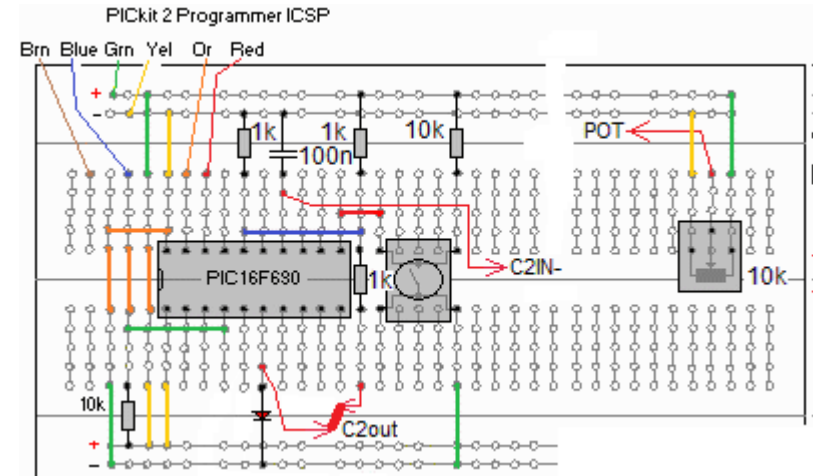 PICkit 2 Programmer ICSP
Brn Blue Grn Yel Or Red
+
-
1k 1k 10k POT
100n
C2IN-
PIC16F690 1k 10k
10k
C2out
+
-